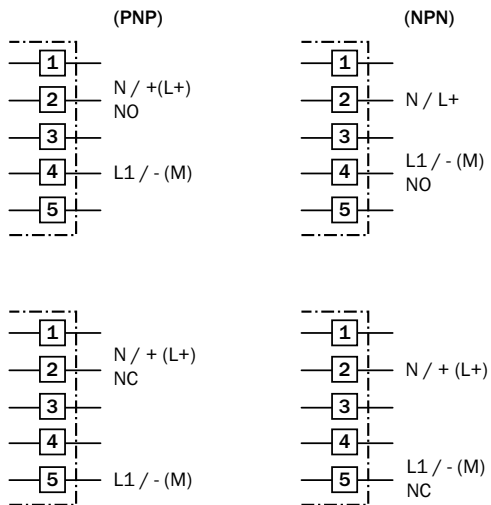 (PNP)
1
2
N / +(L+)
NO
3
4
L1 / - (M)
5
(NPN)
1
2
N / L+
3
4
L1 / - (M)
NO
5
1
2
N / + (L+)
NC
3
4
5
L1 / - (M)
1
2
N / + (L+)
3
4
5
L1 / - (M)
NC